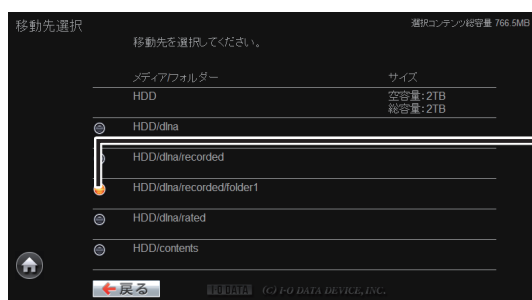 移動先選択
選択コンテンツ総容量 766.5MB
移動先を選択してください。
メディア/フォルダー サイズ
HDD 空容量:2TB
総容量:2TB
HDD/dlna
HDD/dlna/recorded
HDD/dlna/recorded/folder1
HDD/dlna/rated
HDD/contents
戻る
I-O DATA (C) I-O DATA DEVICE, INC.